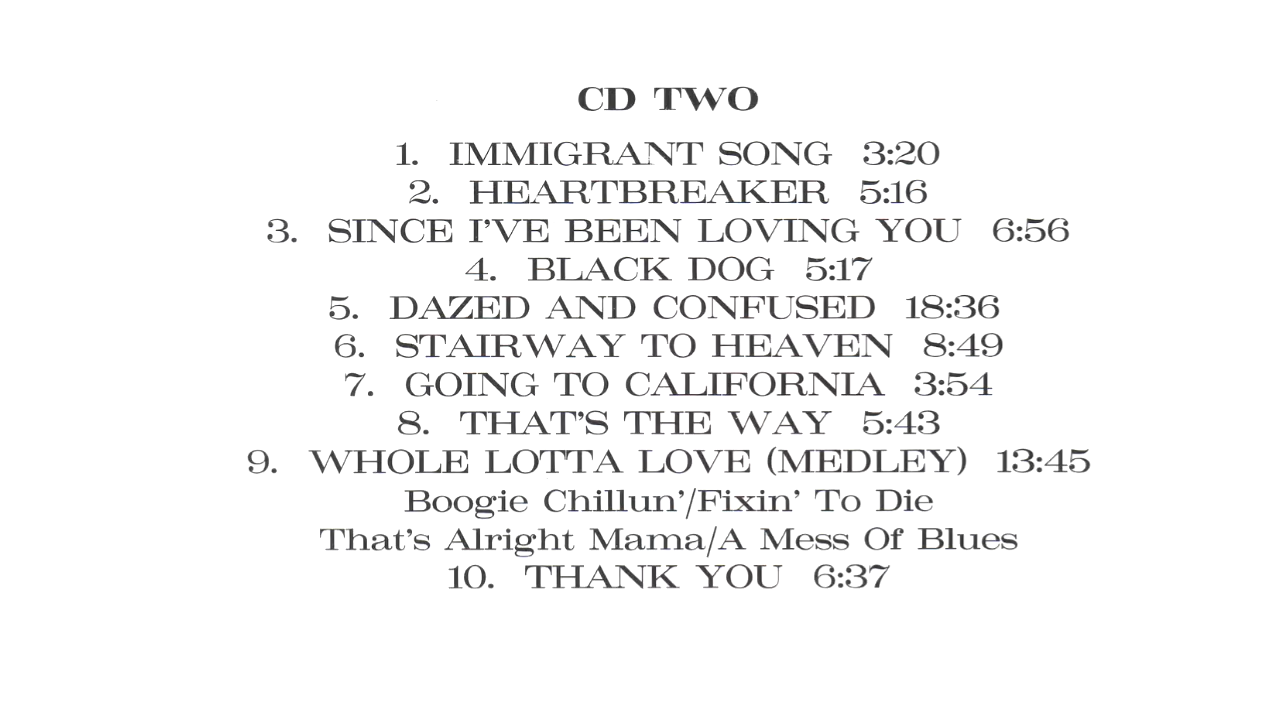 CD TWO
1. IMMIGRANT SONG 3:20
2. HEARTBREAKER 5:16
3. SINCE I'VE BEEN LOVING YOU 6:56
4. BLACK DOG 5:17
5. DAZED AND CONFUSED 18:36
6. STAIRWAY TO HEAVEN 8:49
7. GOING TO CALIFORNIA 3:54
8. THAT'S THE WAY 5:43
9. WHOLE LOTTA LOVE (MEDLEY) 13:45
Boogie Chillun'/Fixin' To Die
That's Alright Mama/A Mess Of Blues
10. THANK YOU 6:37